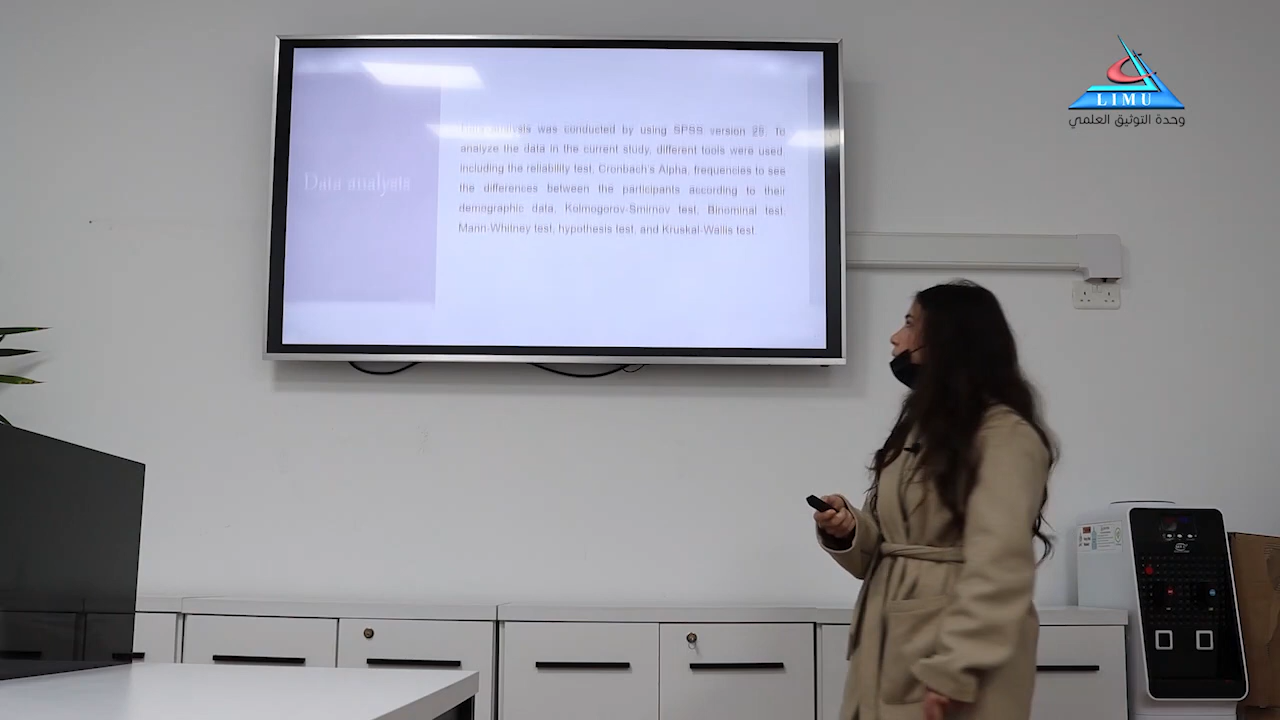 LIMU
وحدة التوثيق العلمي
Data analysis
Data analysis was conducted by using SPSS version 25. To
analyze the data in the current study, different tools were used,
including the reliability test, Cronbach's Alpha, frequencies to see
the differences between the participants according to their
demographic data, Kolmogorov-Smirnov test, Binominal test,
Mann-Whitney test, hypothesis test, and Kruskal-Wallis test.